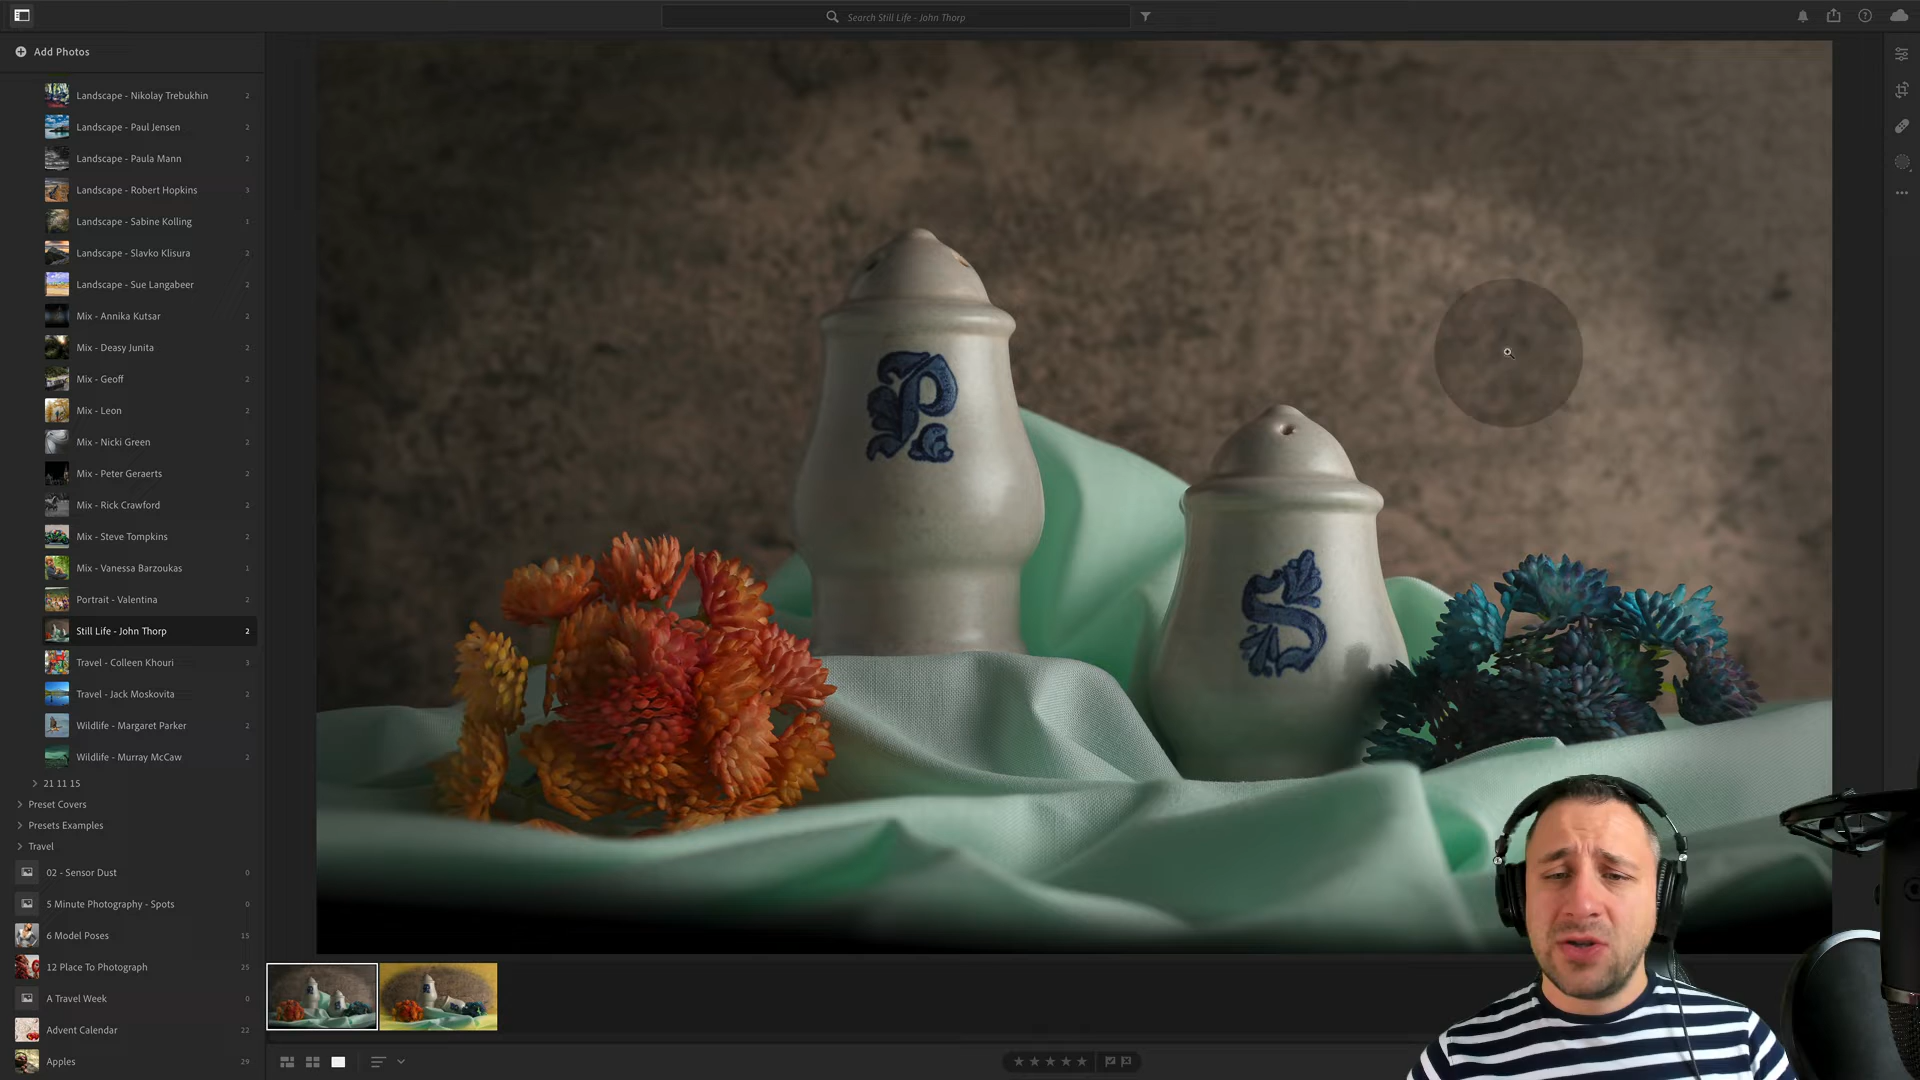 Search Still Life - John Thorp
Add Photos
Landscape - Nikolay Trebukhin 2
Landscape - Paul Jensen 2
Landscape - Paula Mann 2
Landscape - Robert Hopkins 3
Landscape - Sabine Kolling 1
Landscape - Slavko Klisura 2
Landscape - Sue Langabeer 2
Mix - Annika Kutsar 2
Mix - Deasy Junita 2
Mix - Geoff 2
Mix - Leon 2
Mix - Nicki Green 2
Mix - Peter Geraerts 2
Mix - Rick Crawford 2
Mix - Steve Tompkins 2
Mix - Vanessa Barzoukas 1
Portrait - Valentina 2
Still Life - John Thorp 2
Travel - Colleen Khouri 3
Travel - Jack Moskovita 2
Wildlife - Margaret Parker 2
Wildlife - Murray McCaw 2
21 11 15
Preset Covers
Presets Examples
Travel
02 - Sensor Dust 0
5 Minute Photography - Spots 0
6 Model Poses 15
12 Place To Photograph 25
A Travel Week 0
Advent Calendar 22
Apples 29
P
S